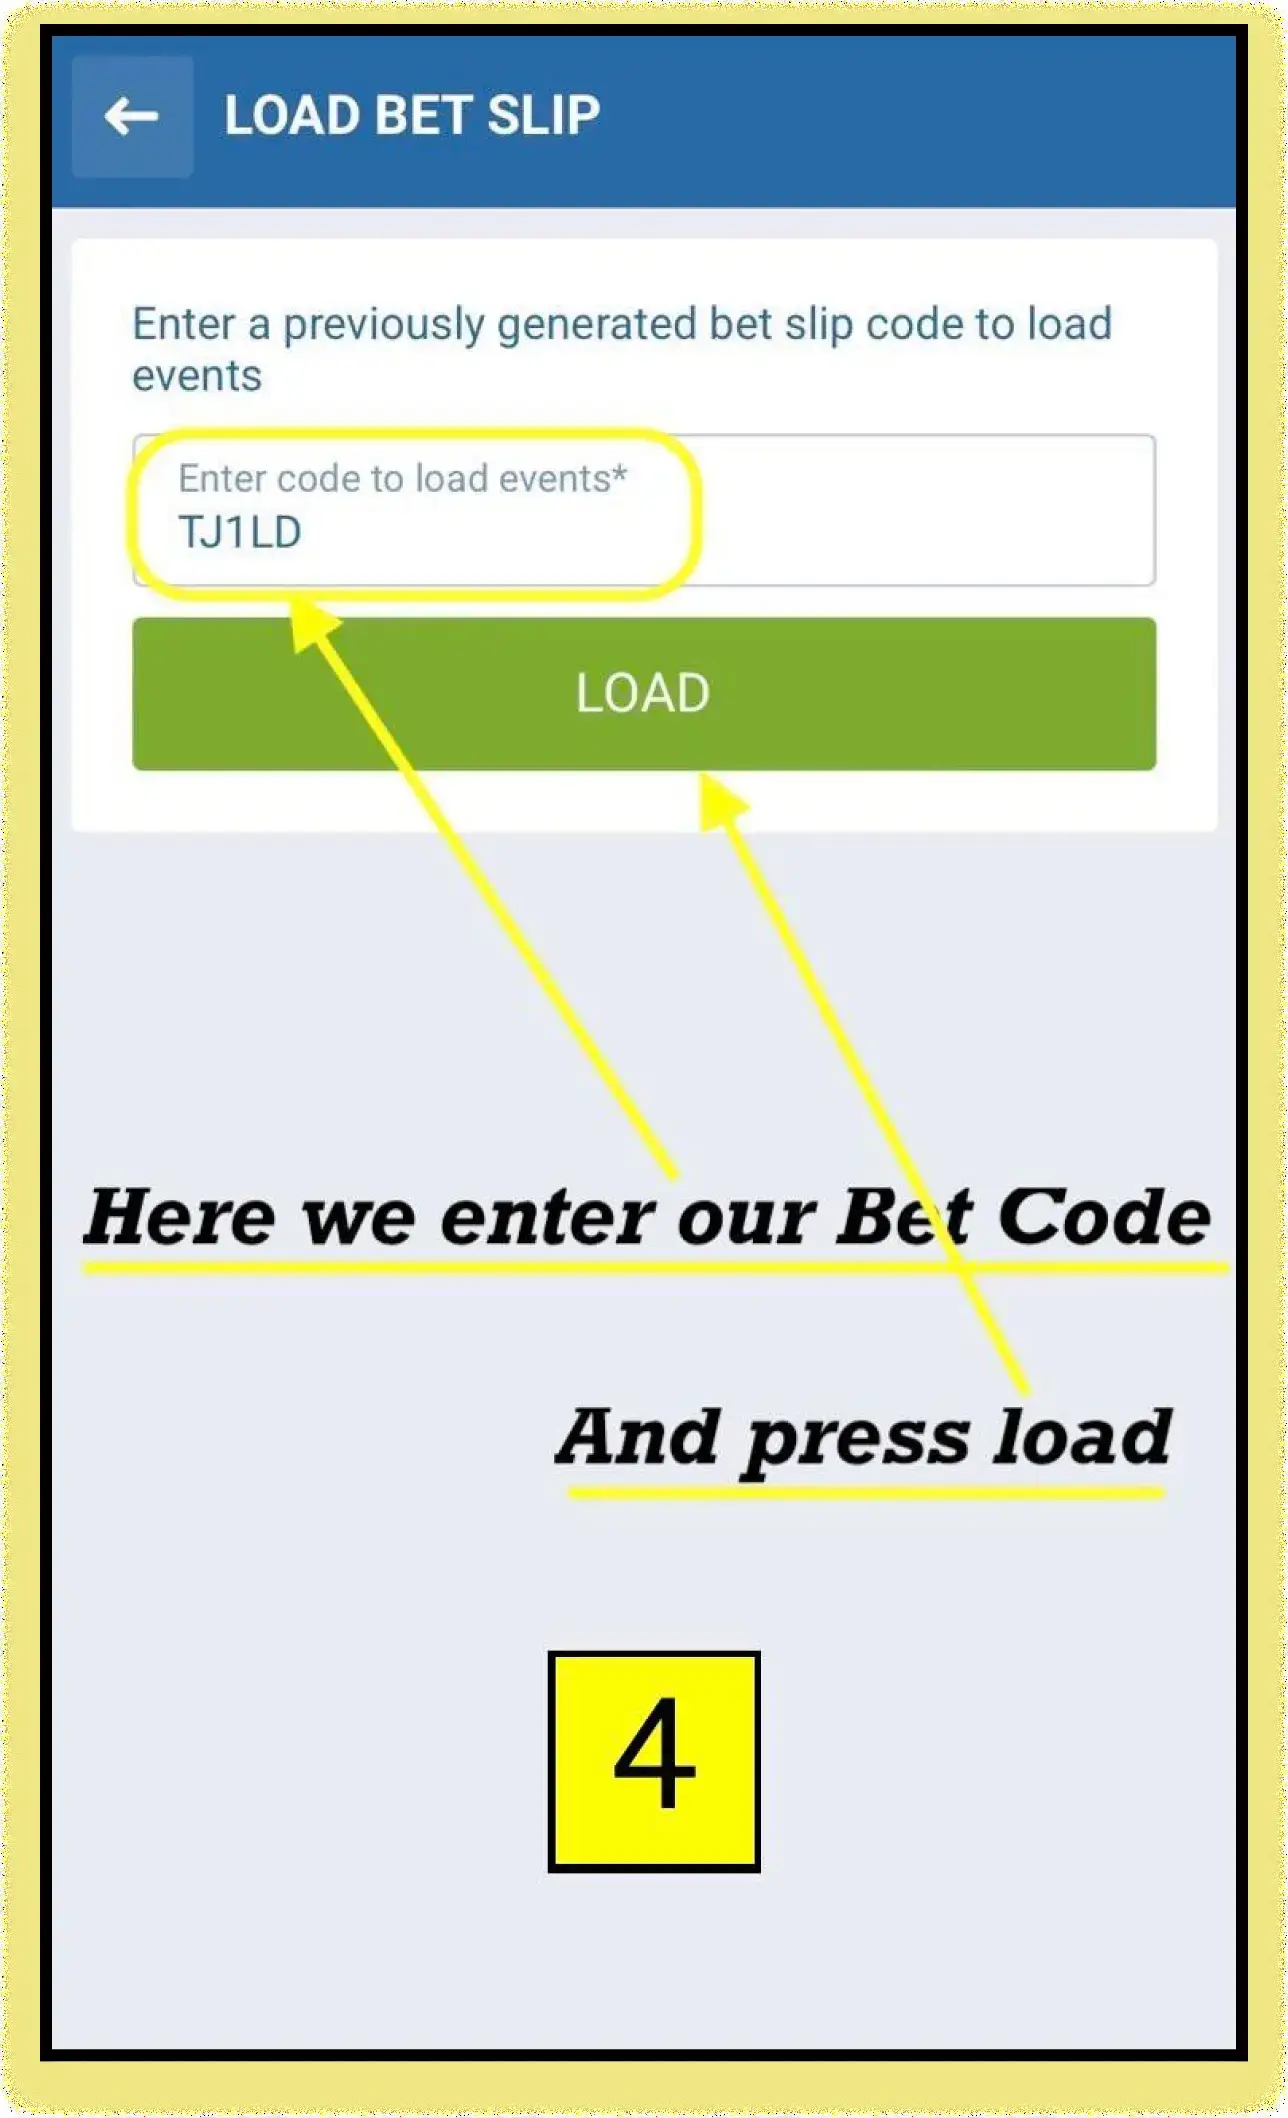 LOAD BET SLIP
Enter a previously generated bet slip code to load
events
Enter code to load events*
TJ1LD
LOAD
Here we enter our Bet Code
And press load
4